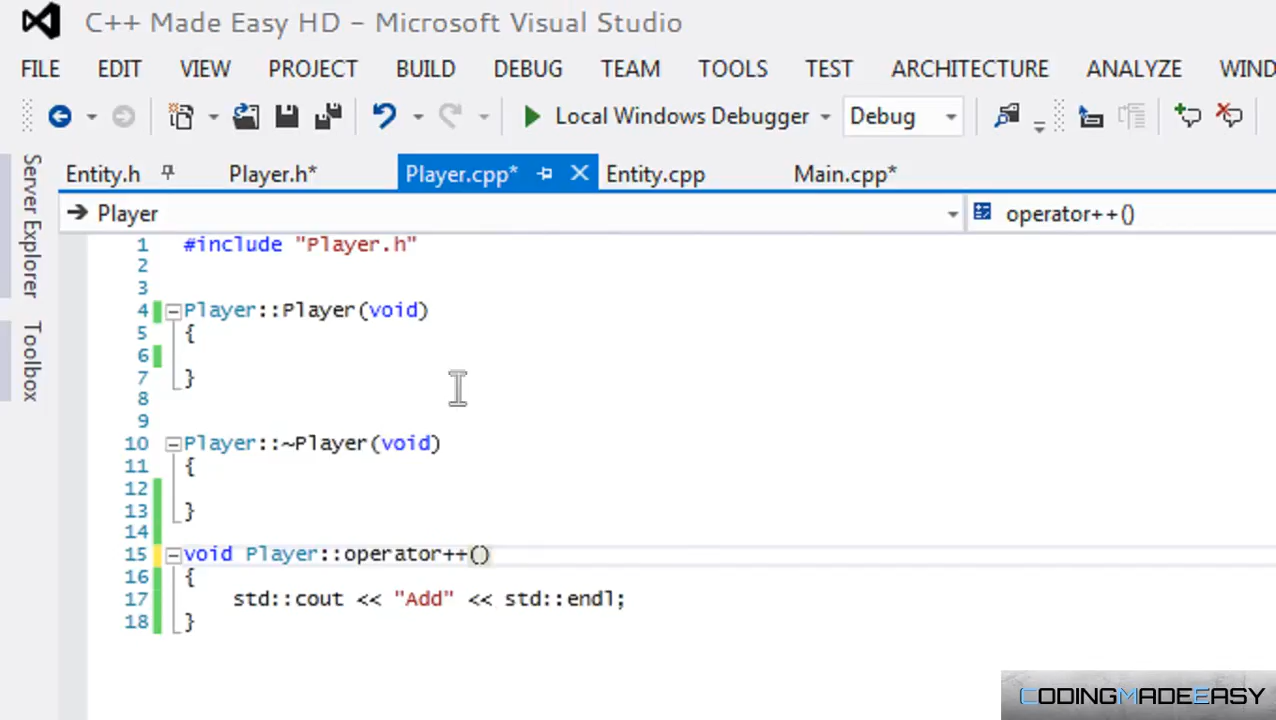 C++ Made Easy HD - Microsoft Visual Studio
FILE EDIT VIEW PROJECT BUILD DEBUG TEAM TOOLS TEST ARCHITECTURE ANALYZE WIND
Local Windows Debugger Debug
Entity.h Player.h* Player.cpp* Entity.cpp Main.cpp*
Player operator++()
Server Explorer
Toolbox
1 #include "Player.h"
2
3
4 Player::Player(void)
5 {
6
7 }
8
9
10 Player::~Player(void)
11 {
12
13 }
14
15 void Player::operator++()
16 {
17 std::cout << "Add" << std::endl;
18 }
CODINGMADEEASY